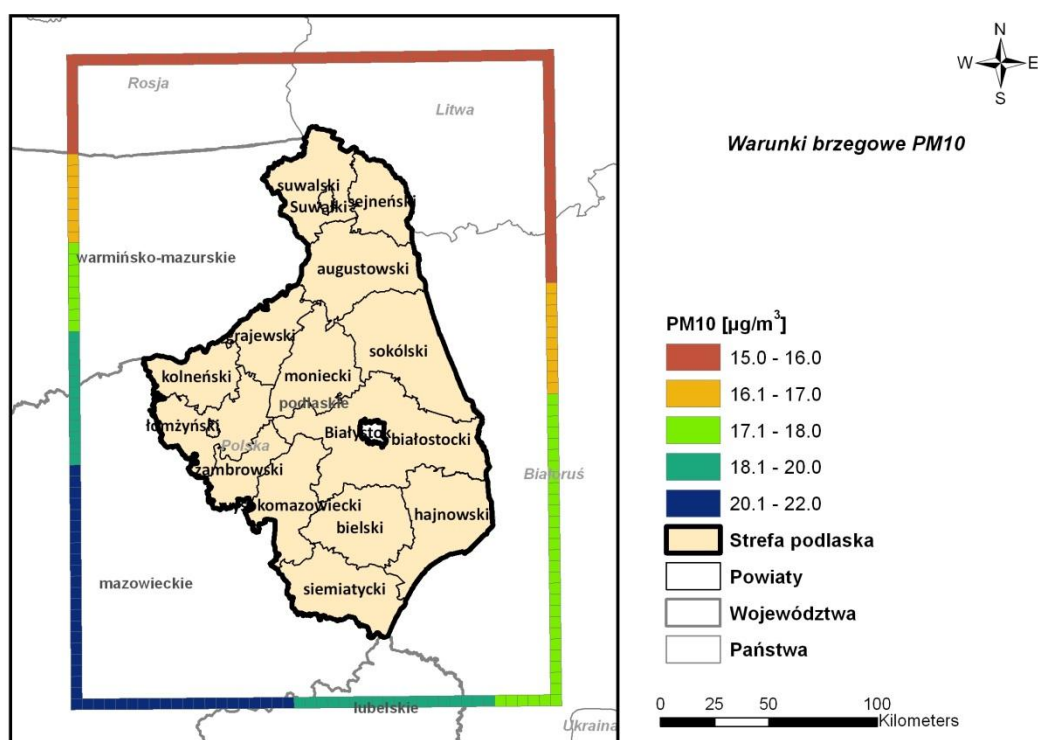 Rosja
Litwa
suwalski
Suwałki
sejneński
warmińsko-mazurskie
augustowski
grajewski
sokólski
kolneński
moniecki
podlaskie
łomżyński
Białystok
białostocki
Polska
zambrowski
Białoruś
wysokomazowiecki
hajnowski
bielski
mazowieckie
siemiatycki
lubelskie
Ukraina
N
W E
S
Warunki brzegowe PM10
PM10 [µg/m³]
15.0 - 16.0
16.1 - 17.0
17.1 - 18.0
18.1 - 20.0
20.1 - 22.0
Strefa podlaska
Powiaty
Województwa
Państwa
0 25 50 100
Kilometers